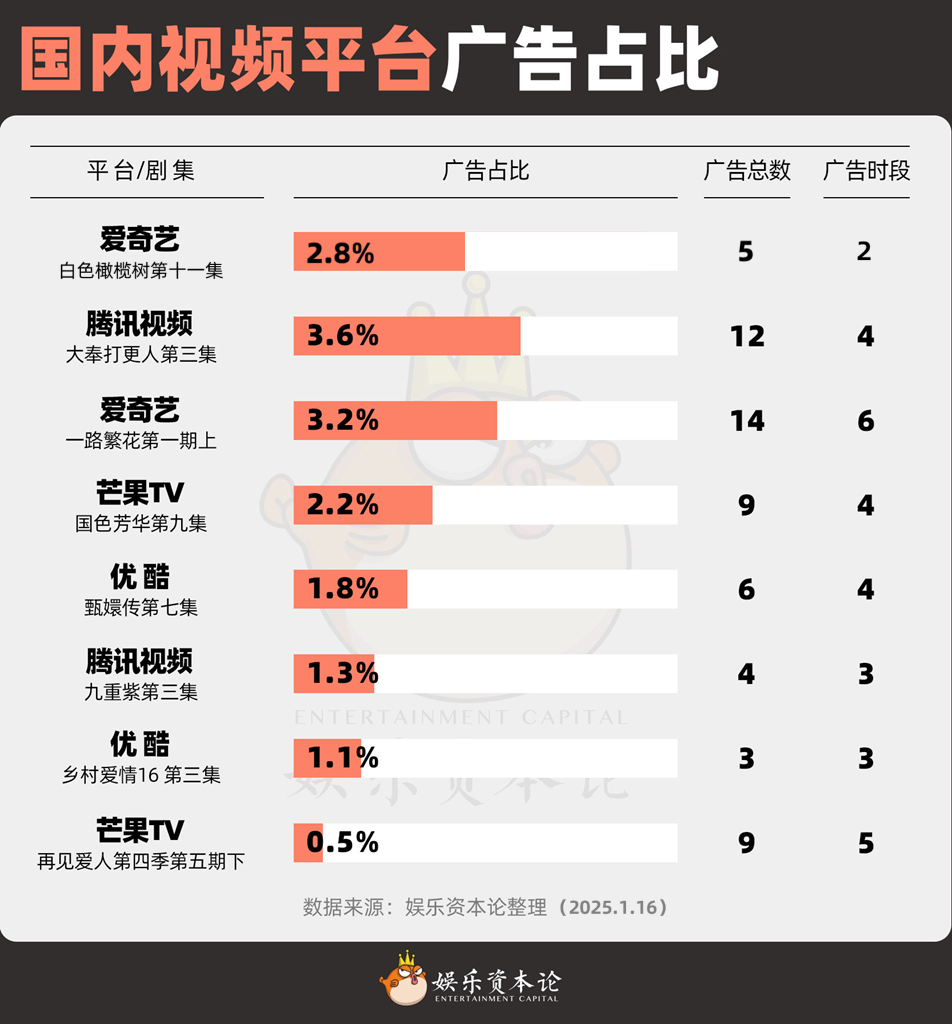 国内视频平台广告占比
平台/剧集 广告占比 广告总数 广告时段
爱奇艺
白色橄榄树第十一集
2.8% 5 2
腾讯视频
大奉打更人第三集
3.6% 12 4
爱奇艺
一路繁花第一期上
3.2% 14 6
芒果TV
国色芳华第九集
2.2% 9 4
优酷
甄嬛传第七集
1.8% 6 4
腾讯视频
九重紫第三集
1.3% 4 3
ENTERTAINMENT CAPITAL
优酷
乡村爱情16 第三集
1.1% 3 3
娱乐资本论
芒果TV
再见爱人第四季第五期下
0.5% 9 5
数据来源：娱乐资本论整理（2025.1.16）
娱乐资本论
ENTERTAINMENT CAPITAL